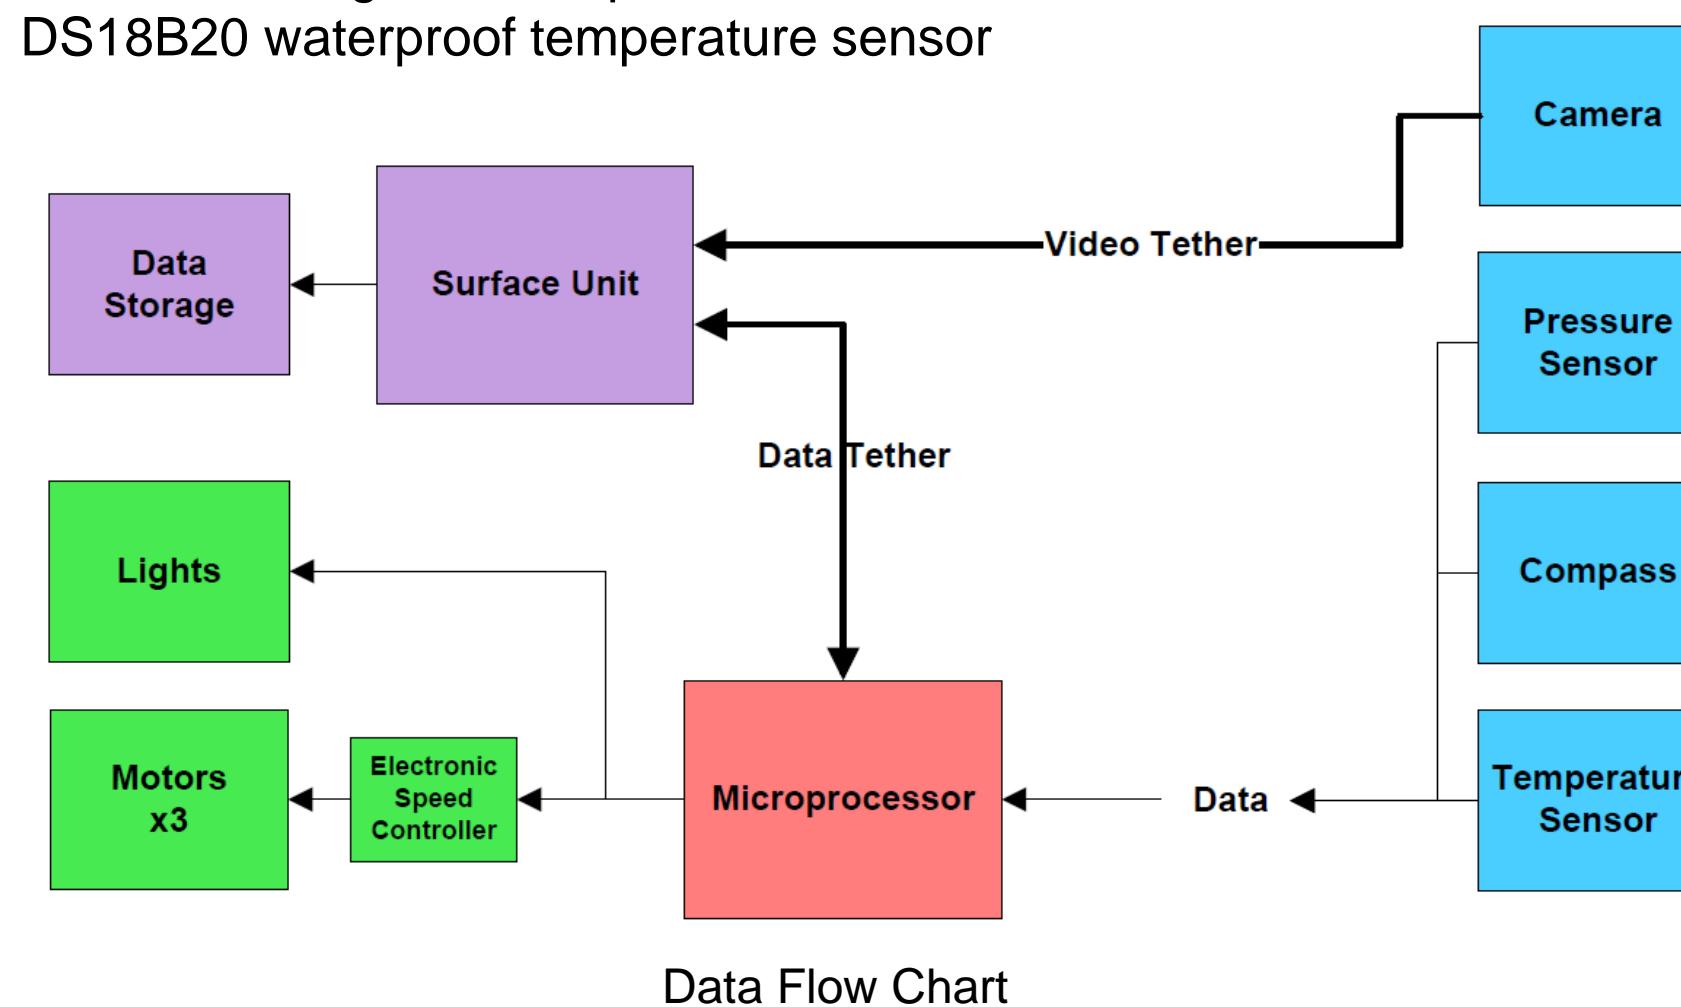 DS18B20 waterproof temperature sensor
Camera
Video Tether
Data
Storage
Surface Unit
Pressure
Sensor
Data Tether
Lights
Compass
Motors
x3
Electronic
Speed
Controller
Microprocessor
Data
Temperatur
Sensor
Data Flow Chart